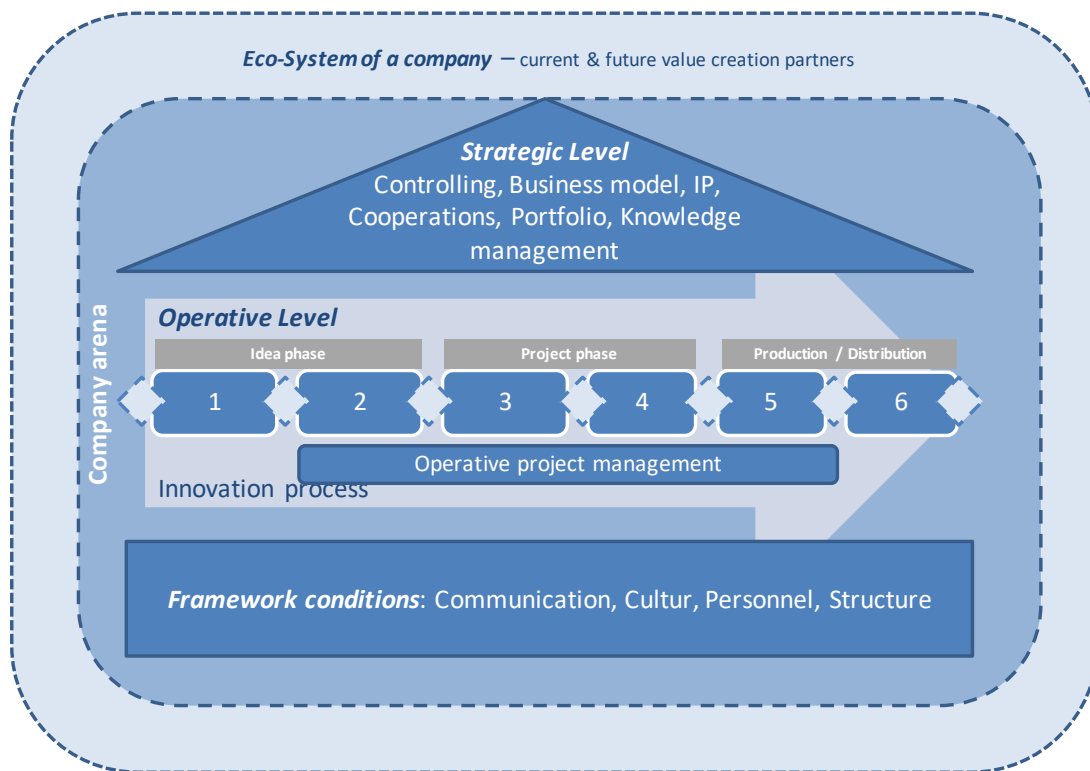 Eco-System of a company – current & future value creation partners
Strategic Level
Controlling, Business model, IP,
Cooperations, Portfolio, Knowledge
management
Company arena
Operative Level
Idea phase
Project phase
Production / Distribution
1
2
3
4
5
6
Operative project management
Innovation process
Framework conditions: Communication, Cultur, Personnel, Structure